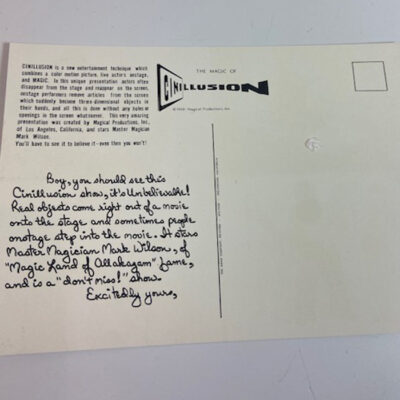 CINILLUSION is a new entertainment technique which
combines a color motion picture, live actors onstage,
and MAGIC. In this unique presentation actors often
disappear from the stage and reappear on the screen,
onstage performers remove articles from the screen
which suddenly become three-dimensional objects in
their hands, and all this is done without any holes or
openings in the screen whatsoever. This very amazing
presentation was created by Magical Productions, Inc.,
of Los Angeles, California, and stars Master Magician
Mark Wilson.
You'll have to see it to believe it - even then you won't!
THE MAGIC OF
CINILLUSION
Magical Productions Inc.
Boy, you should see this
Cinillusion show, it's Unbelievable!
Real objects come right out of a movie
onto the stage and sometimes people
onstage step into the movie. It stars
Master Magician Mark Wilson, of
"Magic Land of Allakazam" fame,
and is a "don't miss!" show.
Excitedly yours,